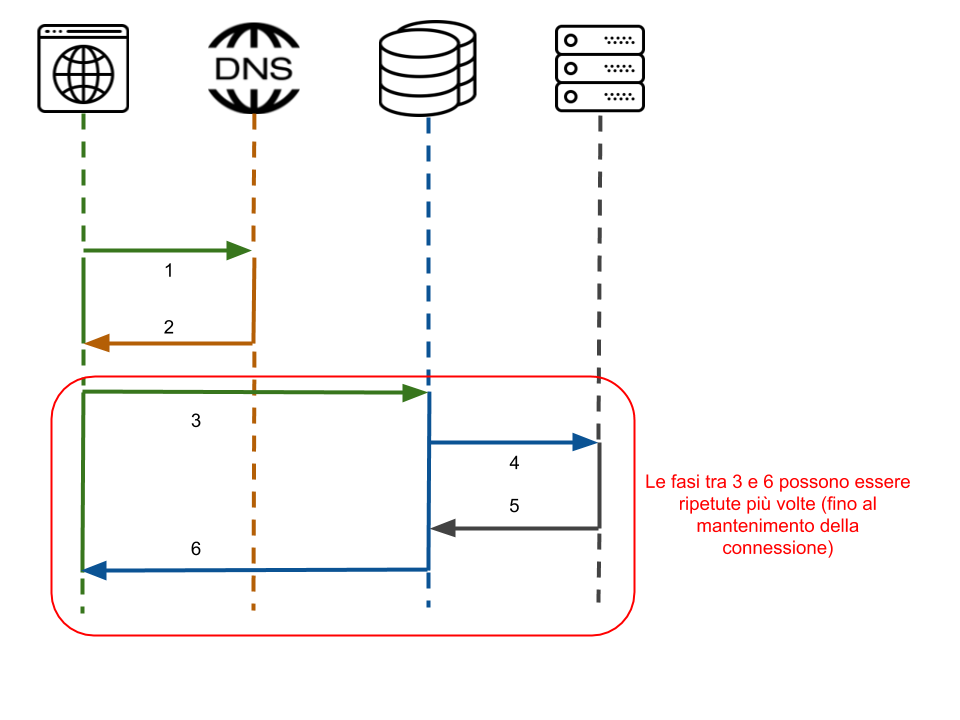 DNS
1
2
3
4
5
6
Le fasi tra 3 e 6 possono essere
ripetute più volte (fino al
mantenimento della
connessione)